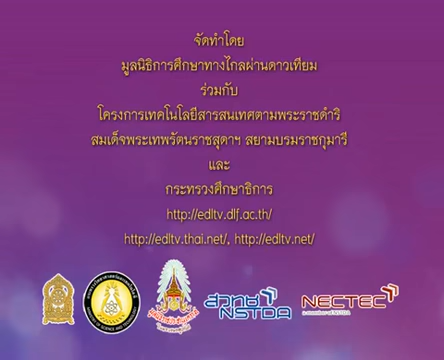 จัดทำโดย
มูลนิธิการศึกษาทางไกลผ่านดาวเทียม
ร่วมกับ
โครงการเทคโนโลยีสารสนเทศตามพระราชดำริ
สมเด็จพระเทพรัตนราชสุดาฯ สยามบรมราชกุมารี
และ
กระทรวงศึกษาธิการ
http://edltv.dlf.ac.th/
http://edltv.thai.net/, http://edltv.net/
สวทช NECTEC
NSTDA a member of NSTDA